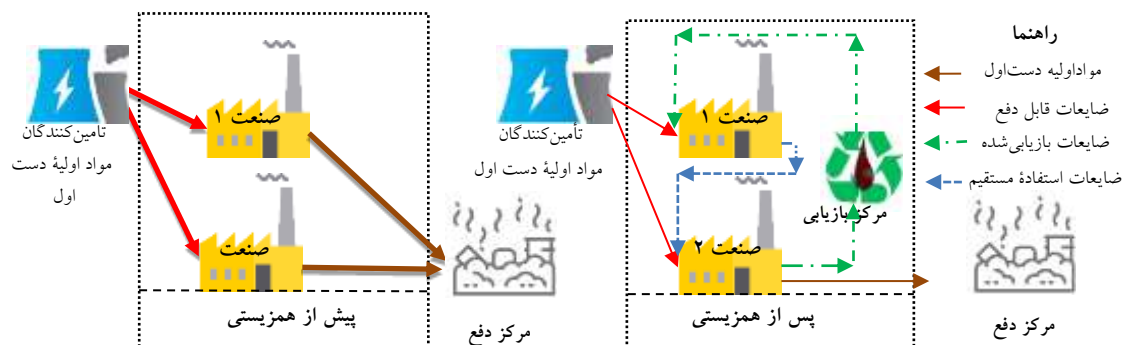 راهنما
مواداولیه دست‌اول
ضایعات قابل دفع
ضایعات بازیابی‌شده
ضایعات استفادهٔ مستقیم
صنعت ۱
صنعت ۲
مرکز بازیابی
تأمین‌کنندگان
مواد اولیهٔ دست اول
پس از همزیستی
مرکز دفع
صنعت ۱
صنعت
تامین‌کنندگان
مواد اولیهٔ دست
اول
پیش از همزیستی
مرکز دفع